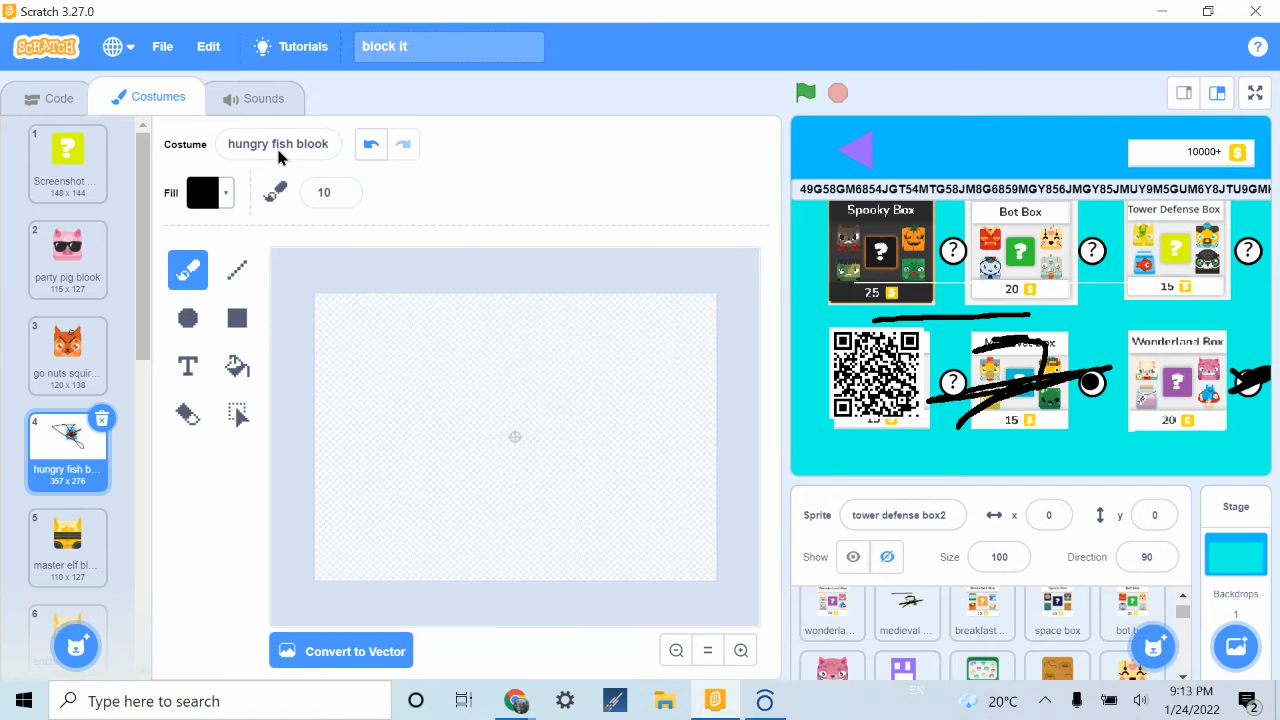 Scratch 3.27.0
SCRATCH
File
Edit
Tutorials
block it
Code
Costumes
Sounds
1
Screenshot ...
148 x 144
2
party pig blook
115 x 127
3
go nuts squir...
120 x 138
4
hungry fish b...
357 x 276
5
master elf bl...
110 x 127
6
Costume
hungry fish blook
Fill
10
T
Convert to Vector
10000+
49G58GM6854JGT54MTG58JM8G6859MGY856JMGY85JMUY9M5GUM6Y8JTU9GMH
Spooky Box
25
Bot Box
20
Tower Defense Box
15
15
Wonderland Box
20
Sprite
tower defense box2
x
0
y
0
Show
Size
100
Direction
90
wonderla...
medieval ...
breakfast ...
space box
Stage
Backdrops
1
Type here to search
20°C
9:13 PM
1/24/2022
2